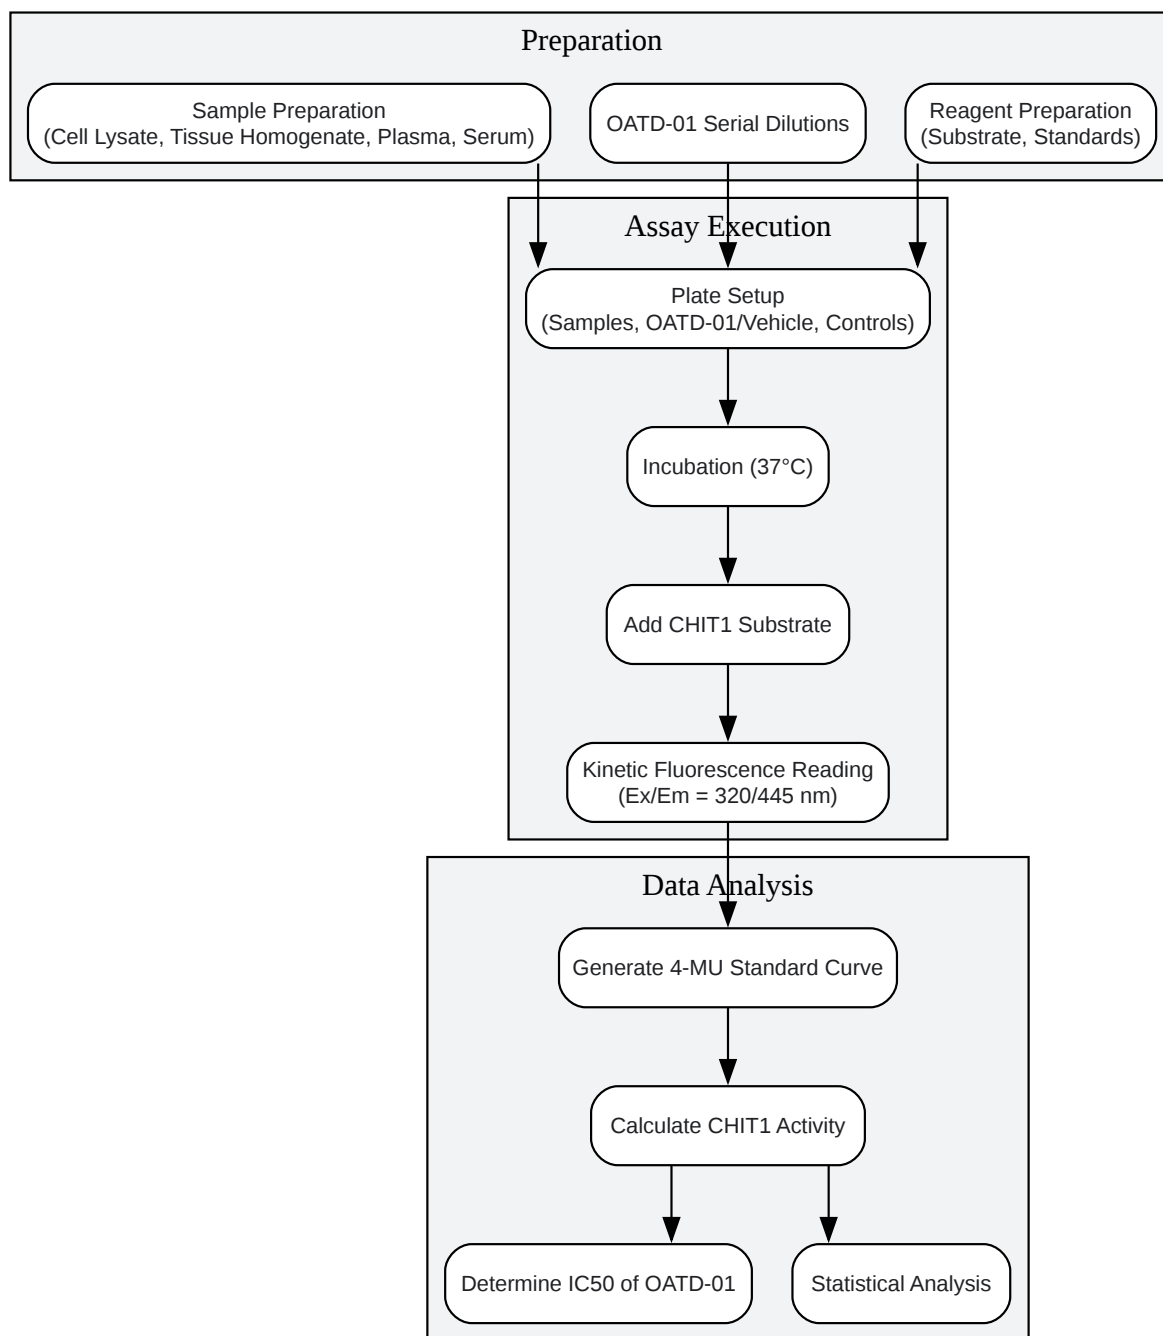 Preparation
Sample Preparation
(Cell Lysate, Tissue Homogenate, Plasma, Serum)
OATD-01 Serial Dilutions
Reagent Preparation
(Substrate, Standards)
Assay Execution
Plate Setup
(Samples, OATD-01/Vehicle, Controls)
Incubation (37°C)
Add CHIT1 Substrate
Kinetic Fluorescence Reading
(Ex/Em = 320/445 nm)
Data Analysis
Generate 4-MU Standard Curve
Calculate CHIT1 Activity
Determine IC50 of OATD-01
Statistical Analysis